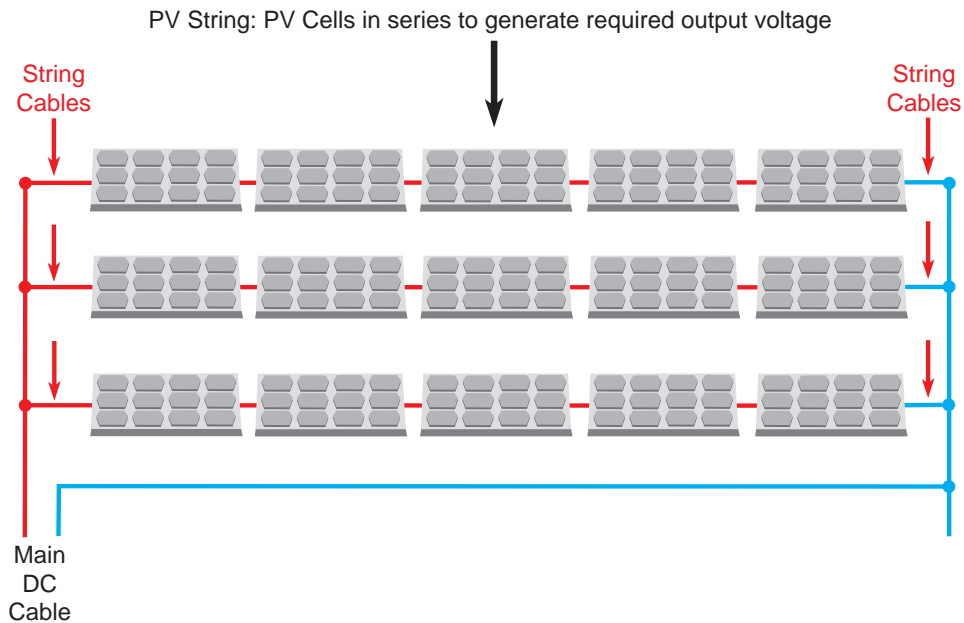 PV String: PV Cells in series to generate required output voltage
String
Cables
String
Cables
Main
DC
Cable